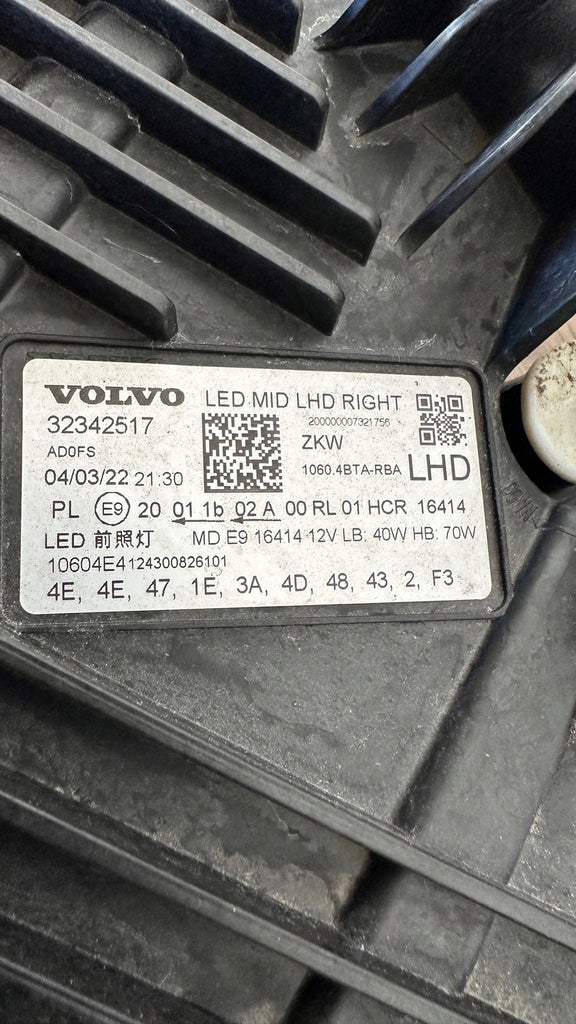 VOLVO LED MID LHD RIGHT
32342517
200000007321756
AD0FS
ZKW
04/03/22 21:30
1060.4BTA-RBA LHD
PL E9 20 01 1b 02 A 00 RL 01 HCR 16414
LED 前照灯 MD E9 16414 12V LB: 40W HB: 70W
10604E4124300826101
4E, 4E, 47, 1E, 3A, 4D, 48, 43, 2, F3